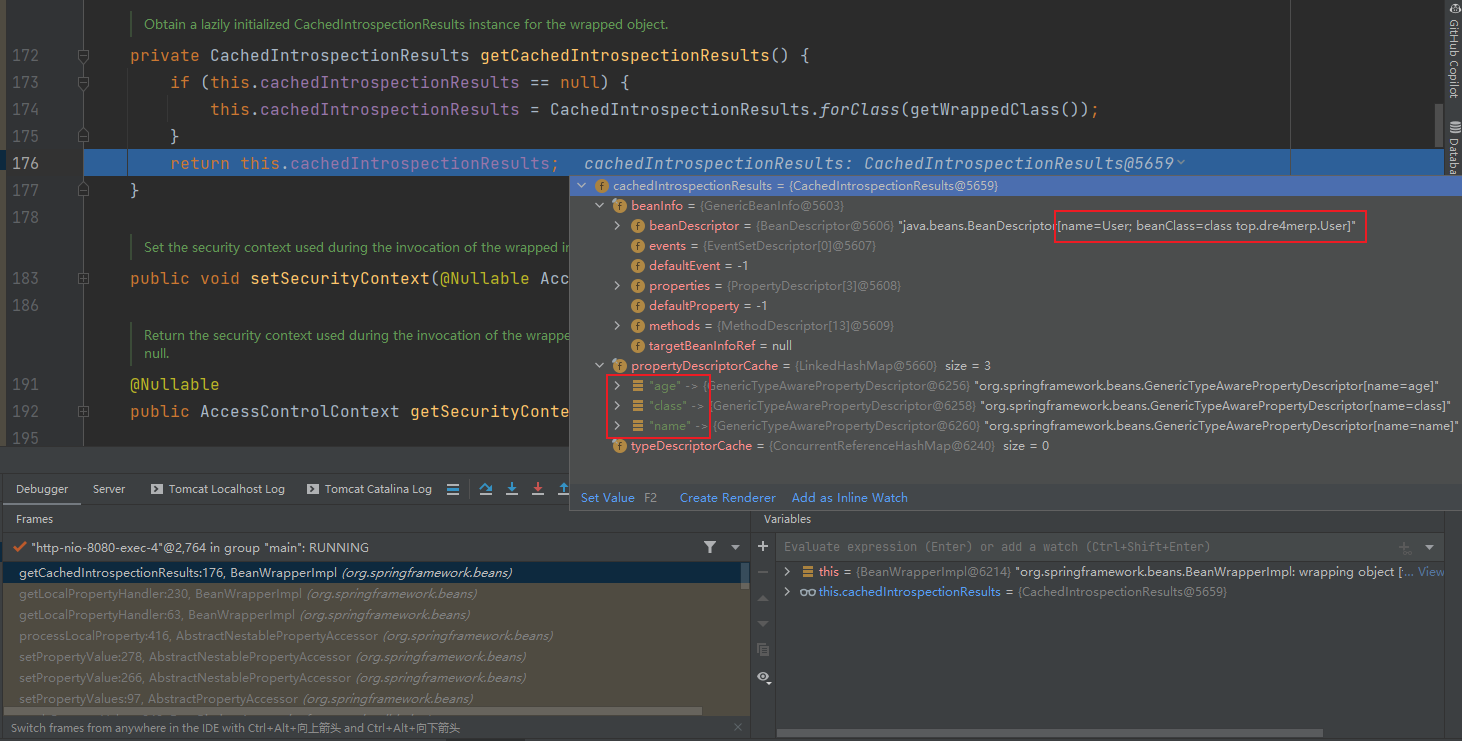 Obtain a lazily initialized CachedIntrospectionResults instance for the wrapped object.
172 private CachedIntrospectionResults getCachedIntrospectionResults() {
173 if (this.cachedIntrospectionResults == null) {
174 this.cachedIntrospectionResults = CachedIntrospectionResults.forClass(getWrappedClass());
175 }
176 return this.cachedIntrospectionResults; cachedIntrospectionResults: CachedIntrospectionResults@5659
177 }
178
Set the security context used during the invocation of the wrapped in
183 public void setSecurityContext(@Nullable Acc
186
Return the security context used during the invocation of the wrappe
null.
191 @Nullable
192 public AccessControlContext getSecurityConte
195
GitHub Copilot
Databa
cachedIntrospectionResults = {CachedIntrospectionResults@5659}
beanInfo = {GenericBeanInfo@5603}
beanDescriptor = {BeanDescriptor@5606} "java.beans.BeanDescriptor[name=User; beanClass=class top.dre4merp.User]"
events = {EventSetDescriptor[0]@5607}
defaultEvent = -1
properties = {PropertyDescriptor[3]@5608}
defaultProperty = -1
methods = {MethodDescriptor[13]@5609}
targetBeanInfoRef = null
propertyDescriptorCache = {LinkedHashMap@5660} size = 3
"age" -> {GenericTypeAwarePropertyDescriptor@6256} "org.springframework.beans.GenericTypeAwarePropertyDescriptor[name=age]"
"class" -> {GenericTypeAwarePropertyDescriptor@6258} "org.springframework.beans.GenericTypeAwarePropertyDescriptor[name=class]"
"name" -> {GenericTypeAwarePropertyDescriptor@6260} "org.springframework.beans.GenericTypeAwarePropertyDescriptor[name=name]"
typeDescriptorCache = {ConcurrentReferenceHashMap@6240} size = 0
Set Value F2 Create Renderer Add as Inline Watch
Debugger Server Tomcat Localhost Log Tomcat Catalina Log
Frames
"http-nio-8080-exec-4"@2,764 in group "main": RUNNING
getCachedIntrospectionResults:176, BeanWrapperImpl (org.springframework.beans)
getLocalPropertyHandler:230, BeanWrapperImpl (org.springframework.beans)
getLocalPropertyHandler:63, BeanWrapperImpl (org.springframework.beans)
processLocalProperty:416, AbstractNestablePropertyAccessor (org.springframework.beans)
setPropertyValue:278, AbstractNestablePropertyAccessor (org.springframework.beans)
setPropertyValue:266, AbstractNestablePropertyAccessor (org.springframework.beans)
setPropertyValues:97, AbstractPropertyAccessor (org.springframework.beans)
Switch frames from anywhere in the IDE with Ctrl+Alt+向上箭头 and Ctrl+Alt+向下箭头
Variables
Evaluate expression (Enter) or add a watch (Ctrl+Shift+Enter)
this = {BeanWrapperImpl@6214} "org.springframework.beans.BeanWrapperImpl: wrapping object [... View
this.cachedIntrospectionResults = {CachedIntrospectionResults@5659}